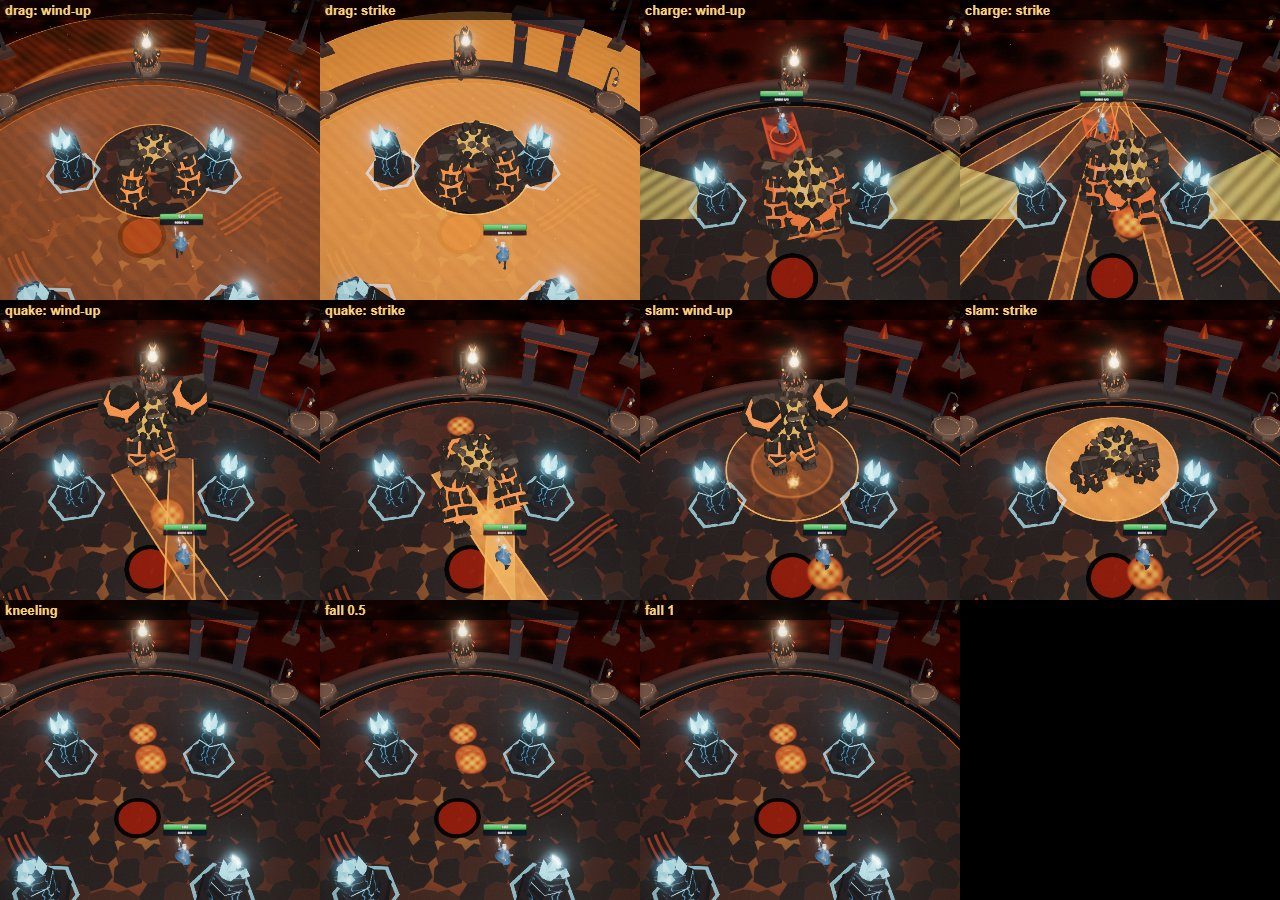 drag: wind-up
drag: strike
charge: wind-up
charge: strike
quake: wind-up
quake: strike
slam: wind-up
slam: strike
kneeling
fall 0.5
fall 1